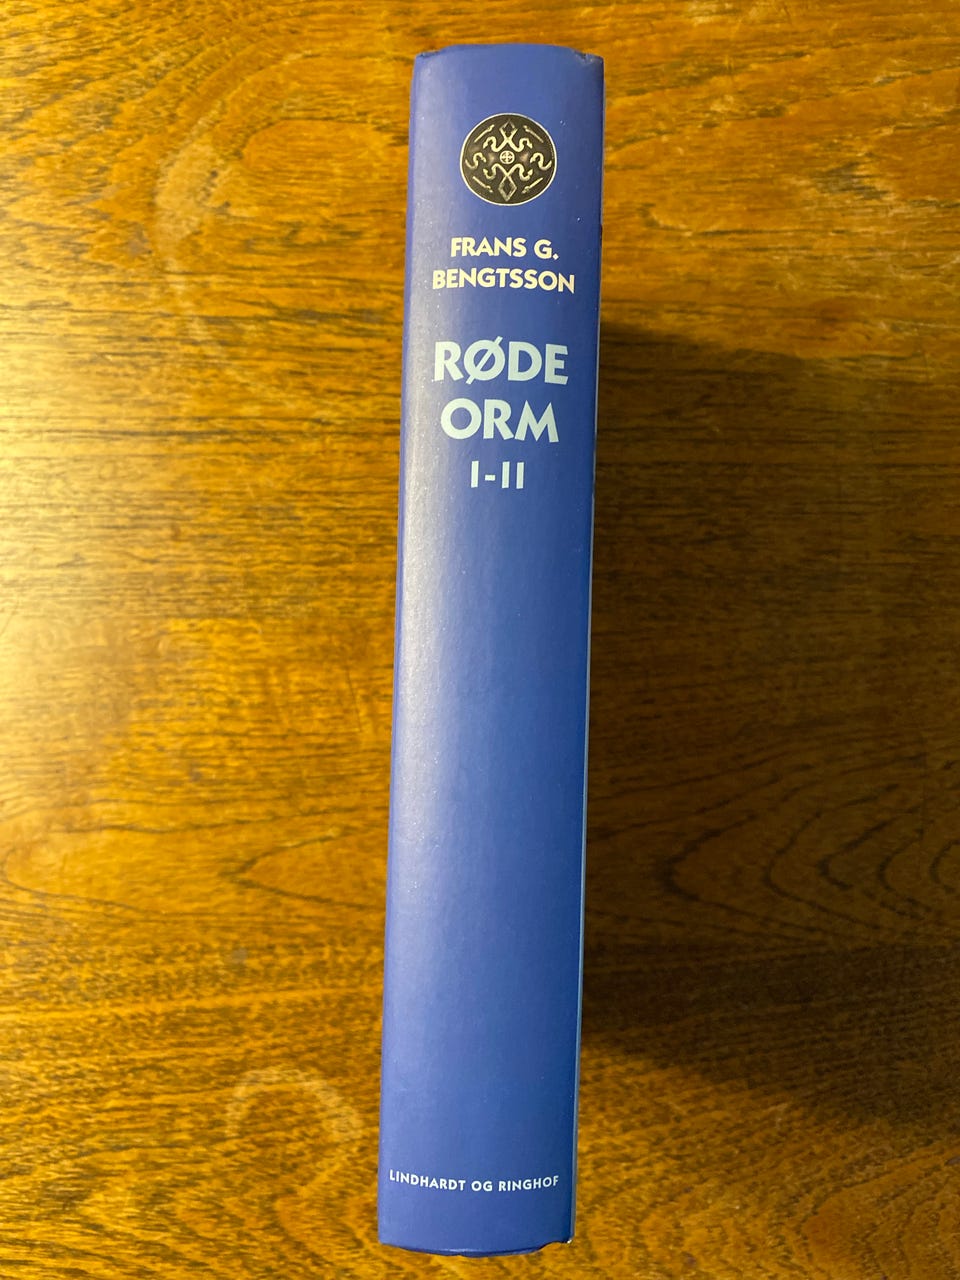 FRANS G.
BENGTSSON
RØDE
ORM
I-II
LINDHARDT OG RINGHOF